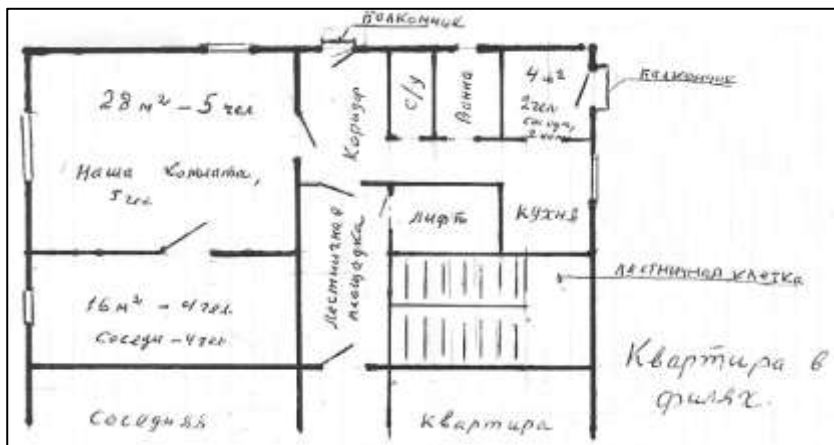 балкончик
28 м² – 5 чел
Наша комната,
5 чел
Коридор
с/у
Ванна
4 м²
2 чел
соседи,
балкончик
кухня
лифт
Лестничная
площадка
лестничная клетка
16 м² – 4 чел
Соседи – 4 чел
Квартира в
филях.
Соседняя
квартира